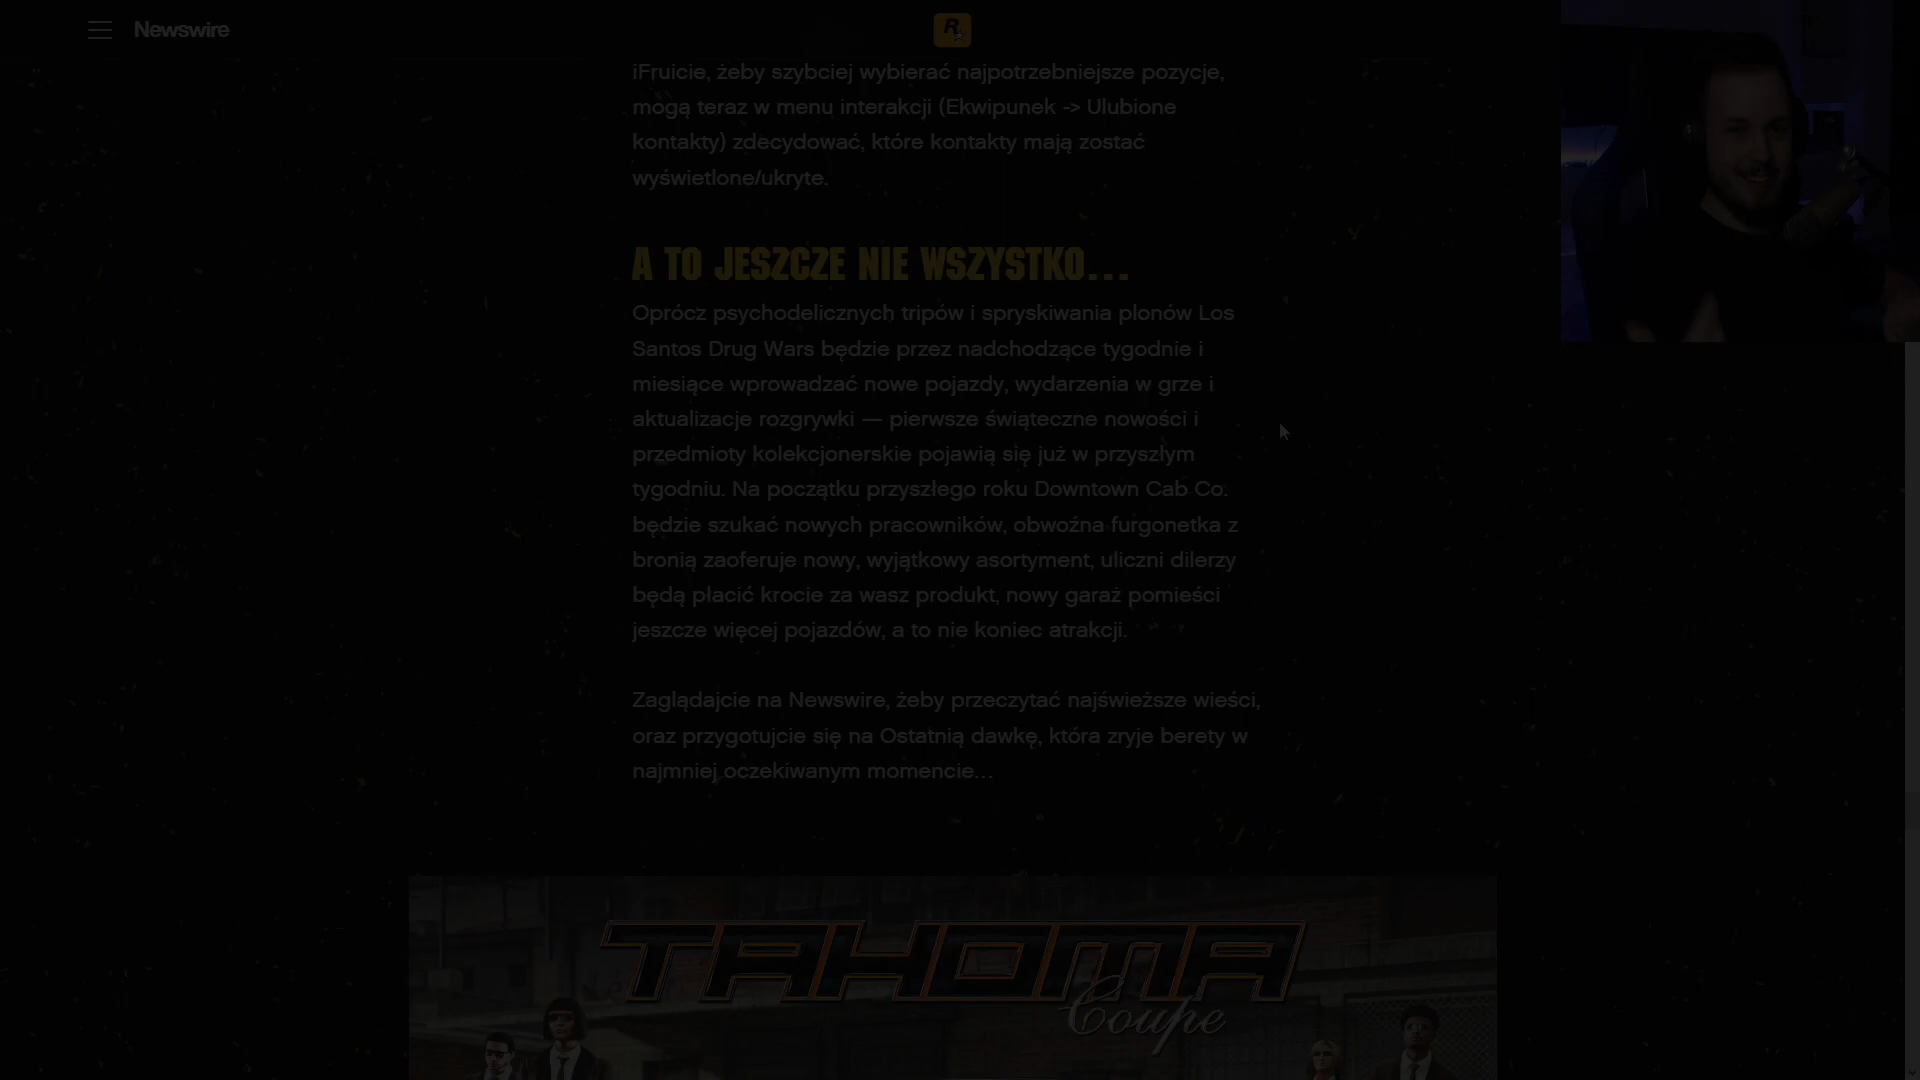 Newswire
R
iFruicie, żeby szybciej wybierać najpotrzebniejsze pozycje,
mogą teraz w menu interakcji (Ekwipunek -> Ulubione
kontakty) zdecydować, które kontakty mają zostać
wyświetlone/ukryte.
A TO JESZCZE NIE WSZYSTKO...
Oprócz psychodelicznych tripów i spryskiwania plonów Los
Santos Drug Wars będzie przez nadchodzące tygodnie i
miesiące wprowadzać nowe pojazdy, wydarzenia w grze i
aktualizacje rozgrywki — pierwsze świąteczne nowości i
przedmioty kolekcjonerskie pojawią się już w przyszłym
tygodniu. Na początku przyszłego roku Downtown Cab Co.
będzie szukać nowych pracowników, obwoźna furgonetka z
bronią zaoferuje nowy, wyjątkowy asortyment, uliczni dilerzy
będą płacić krocie za wasz produkt, nowy garaż pomieści
jeszcze więcej pojazdów, a to nie koniec atrakcji.
Zaglądajcie na Newswire, żeby przeczytać najświeższe wieści,
oraz przygotujcie się na Ostatnią dawkę, która zryje berety w
najmniej oczekiwanym momencie...
TAHOMA
Coupe